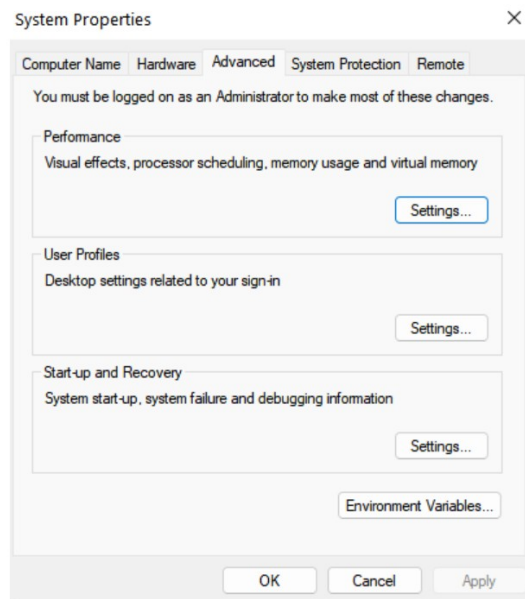 System Properties
Computer Name Hardware Advanced System Protection Remote
You must be logged on as an Administrator to make most of these changes.
Performance
Visual effects, processor scheduling, memory usage and virtual memory
Settings...
User Profiles
Desktop settings related to your sign-in
Settings...
Start-up and Recovery
System start-up, system failure and debugging information
Settings...
Environment Variables...
OK Cancel Apply